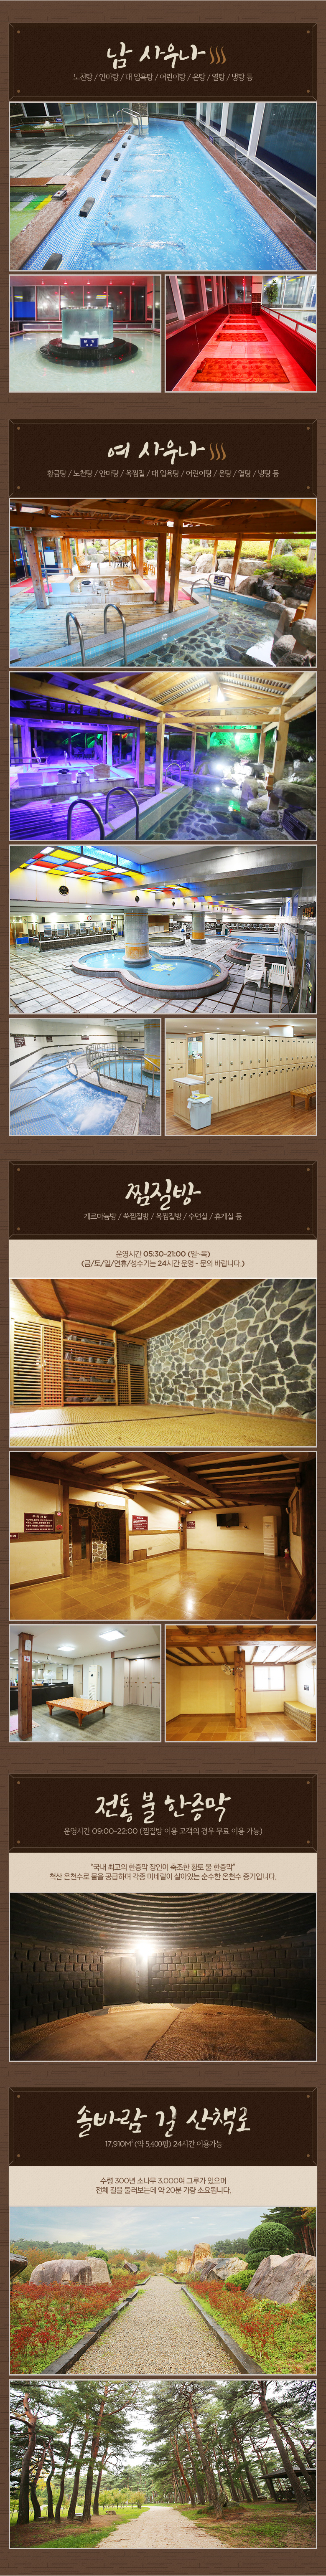 남 사우나
노천탕 / 안마탕 / 대 입욕탕 / 어린이탕 / 온탕 / 열탕 / 냉탕 등
여 사우나
황금탕 / 노천탕 / 안마탕 / 옥찜질 / 대 입욕탕 / 어린이탕 / 온탕 / 열탕 / 냉탕 등
찜질방
게르마늄방 / 쑥찜질방 / 옥찜질방 / 수면실 / 휴게실 등
운영시간 05:30-21:00 (일~목)
(금/토/일/연휴/성수기는 24시간 운영 - 문의 바랍니다.)
전통 불 한증막
운영시간 09:00-22:00 (찜질방 이용 고객의 경우 무료 이용 가능)
"국내 최고의 한증막 장인이 축조한 황토 불 한증막"
척산 온천수로 물을 공급하며 각종 미네랄이 살아있는 순수한 온천수 증기입니다.
솔바람 길 산책로
17,910M² (약 5,400평) 24시간 이용가능
수령 300년 소나무 3,000여 그루가 있으며
전체 길을 둘러보는데 약 20분 가량 소요됩니다.